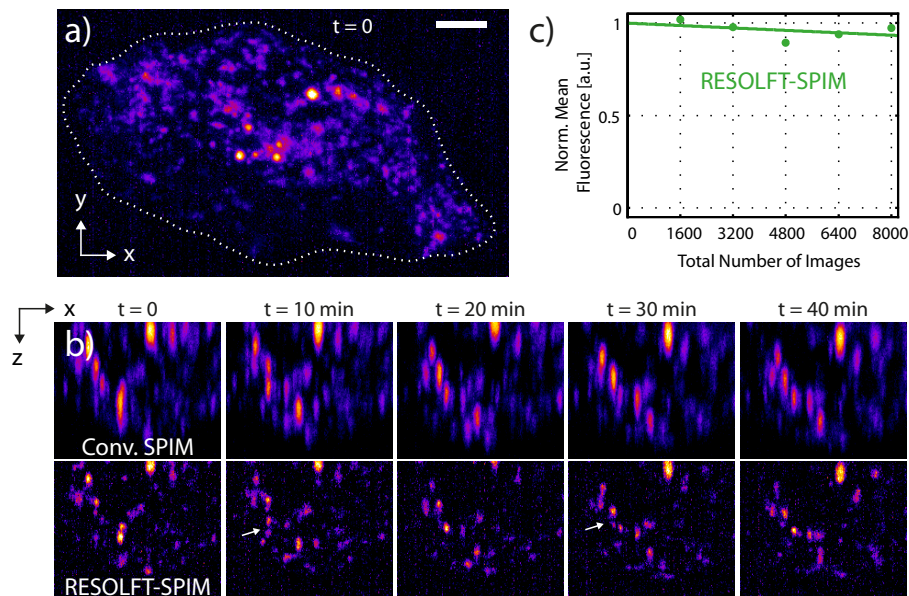 a)
t = 0
y
x
c)
Norm. Mean
Fluorescence [a.u.]
1
0.5
0
RESOLFT-SPIM
0 1600 3200 4800 6400 8000
Total Number of Images
x
z
t = 0 t = 10 min t = 20 min t = 30 min t = 40 min
b)
Conv. SPIM
RESOLFT-SPIM